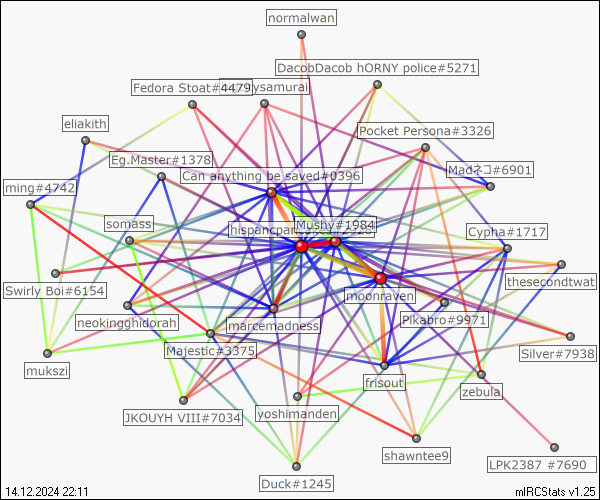 normalwan
DacobDacob hORNY police#5271
Fedora Stoat#4479
ysamurai
eliakith
Pocket Persona#3326
Eg.Master#1378
Madネコ#6901
Can anything be saved#0396
ming#4742
somass
Mushy#1984
hispancpan
Cypha#1717
thesecondtwat
Swirly Boi#6154
moonraven
neokingghidorah
marcemadness
Pikabro#9971
Majestic#3375
Silver#7938
mukszi
frisout
zebula
JKOUYH VIII#7034
yoshimanden
shawntee9
LPK2387 #7690
Duck#1245
14.12.2024 22:11
mIRCStats v1.25